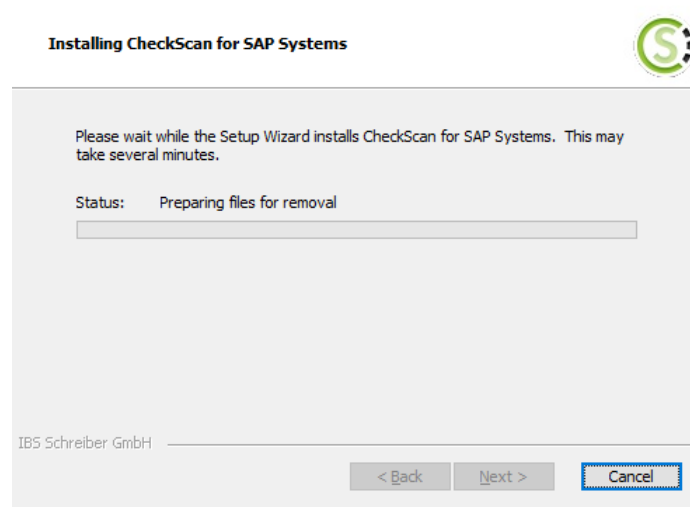 Installing CheckScan for SAP Systems
CS
Please wait while the Setup Wizard installs CheckScan for SAP Systems. This may
take several minutes.
Status: Preparing files for removal
IBS Schreiber GmbH
< Back Next > Cancel